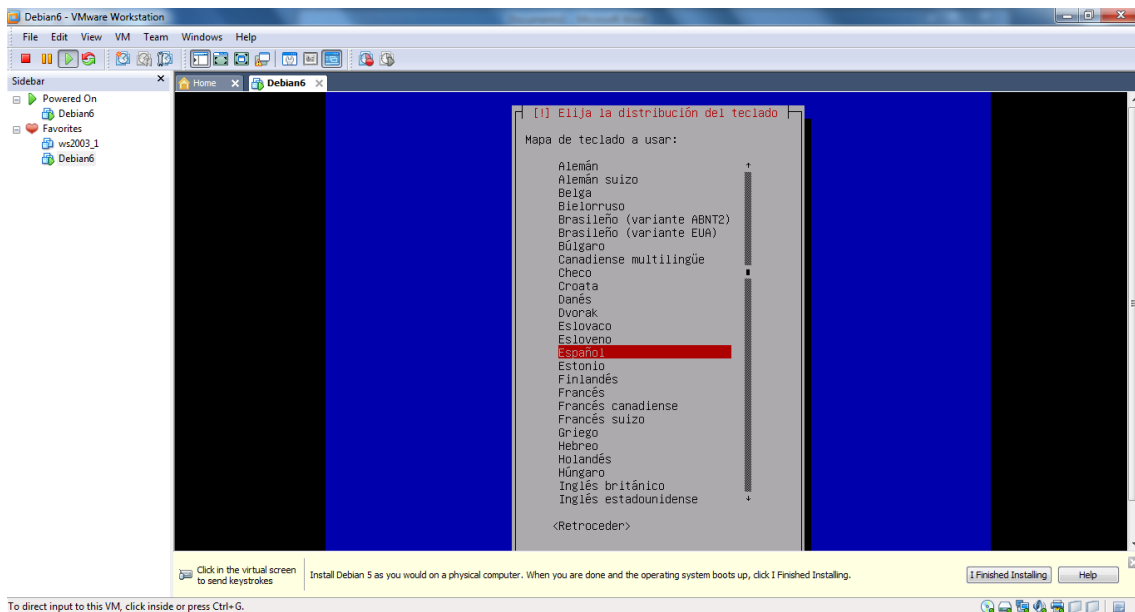 Debian6 - VMware Workstation
File Edit View VM Team Windows Help
Sidebar
Home
Debian6
Powered On
Debian6
Favorites
ws2003_1
Debian6
[!] Elija la distribución del teclado
Mapa de teclado a usar:
Alemán
Alemán suizo
Belga
Bielorruso
Brasileño (variante ABNT2)
Brasileño (variante EUA)
Búlgaro
Canadiense multilingüe
Checo
Croata
Danés
Dvorak
Eslovaco
Esloveno
Español
Estonio
Finlandés
Francés
Francés canadiense
Francés suizo
Griego
Hebreo
Holandés
Húngaro
Inglés británico
Inglés estadounidense
<Retroceder>
Click in the virtual screen
to send keystrokes
Install Debian 5 as you would on a physical computer. When you are done and the operating system boots up, click I Finished Installing.
I Finished Installing
Help
To direct input to this VM, click inside or press Ctrl+G.